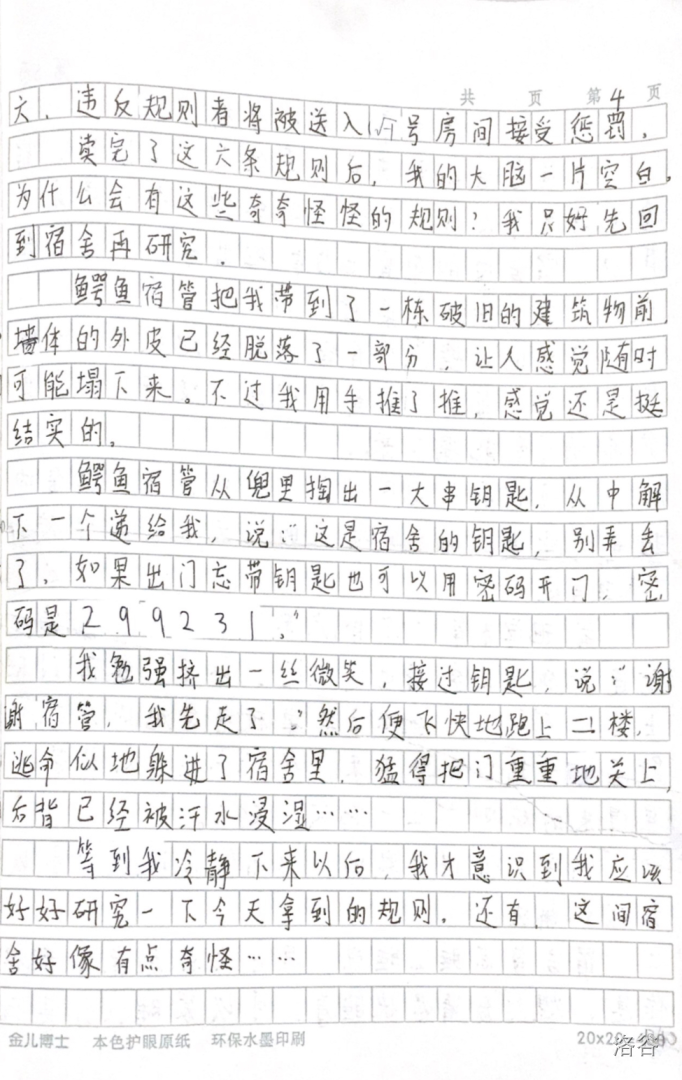 共 页 第4页
六、违反规则者将被送入 号房间接受惩罚。
读完了这六条规则后，我的大脑一片空白。
为什么会有这些奇奇怪怪的规则？我只好先回
到宿舍再研究。
鳄鱼宿管把我带到了一栋破旧的建筑物前，
墙体的外皮已经脱落了一部分，让人感觉随时
可能塌下来。不过我用手推了推，感觉还是挺
结实的。
鳄鱼宿管从兜里掏出一大串钥匙，从中解
下一个递给我，说：“这是宿舍的钥匙，别弄丢
了。如果出门忘带钥匙也可以用密码开门，密
码是299231。”
我勉强挤出一丝微笑，接过钥匙，说：“谢
谢宿管，我先走了。”然后便飞快地跑上二楼，
逃命似地躲进了宿舍里，猛得把门重重地关上，
后背已经被汗水浸湿……
等到我冷静下来以后，我才意识到我应该
好好研究一下今天拿到的规则。还有，这间宿
舍好像有点奇怪……
金儿博士 本色护眼原纸 环保水墨印刷 20×20
洛谷